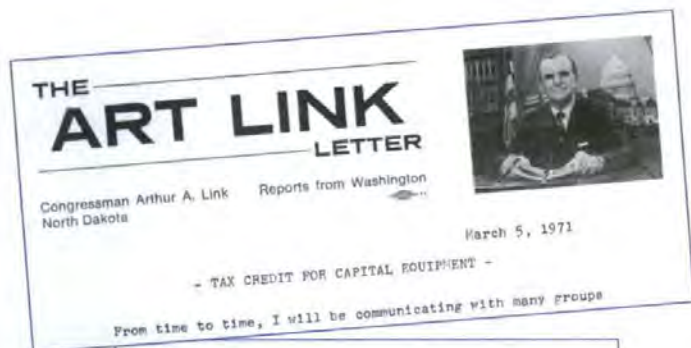 THE
ART LINK
LETTER
Congressman Arthur A. Link Reports from Washington
North Dakota
March 5, 1971
- TAX CREDIT FOR CAPITAL EQUIPMENT -
From time to time, I will be communicating with many groups